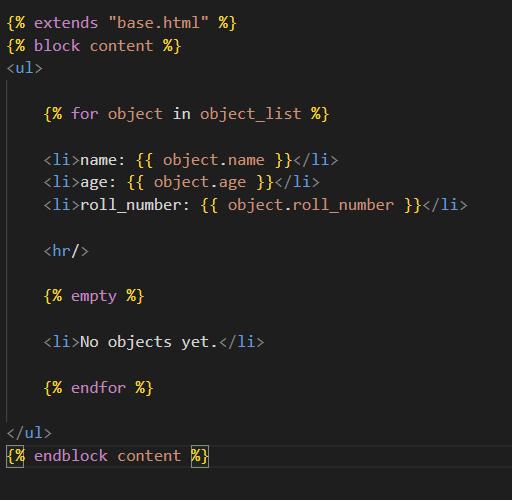 {% extends "base.html" %}
{% block content %}
<ul>
{% for object in object_list %}
<li>name: {{ object.name }}</li>
<li>age: {{ object.age }}</li>
<li>roll_number: {{ object.roll_number }}</li>
<hr/>
{% empty %}
<li>No objects yet.</li>
{% endfor %}
</ul>
{% endblock content %}